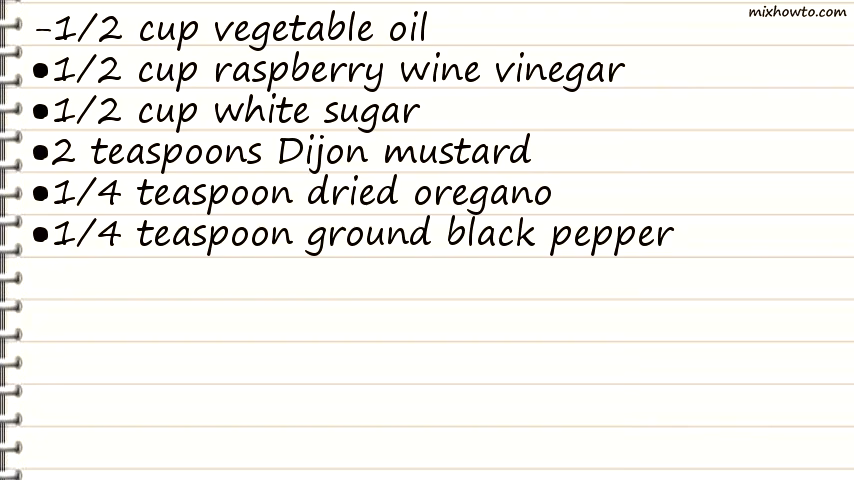 mixhowto.com
-1/2 cup vegetable oil
●1/2 cup raspberry wine vinegar
●1/2 cup white sugar
●2 teaspoons Dijon mustard
●1/4 teaspoon dried oregano
●1/4 teaspoon ground black pepper